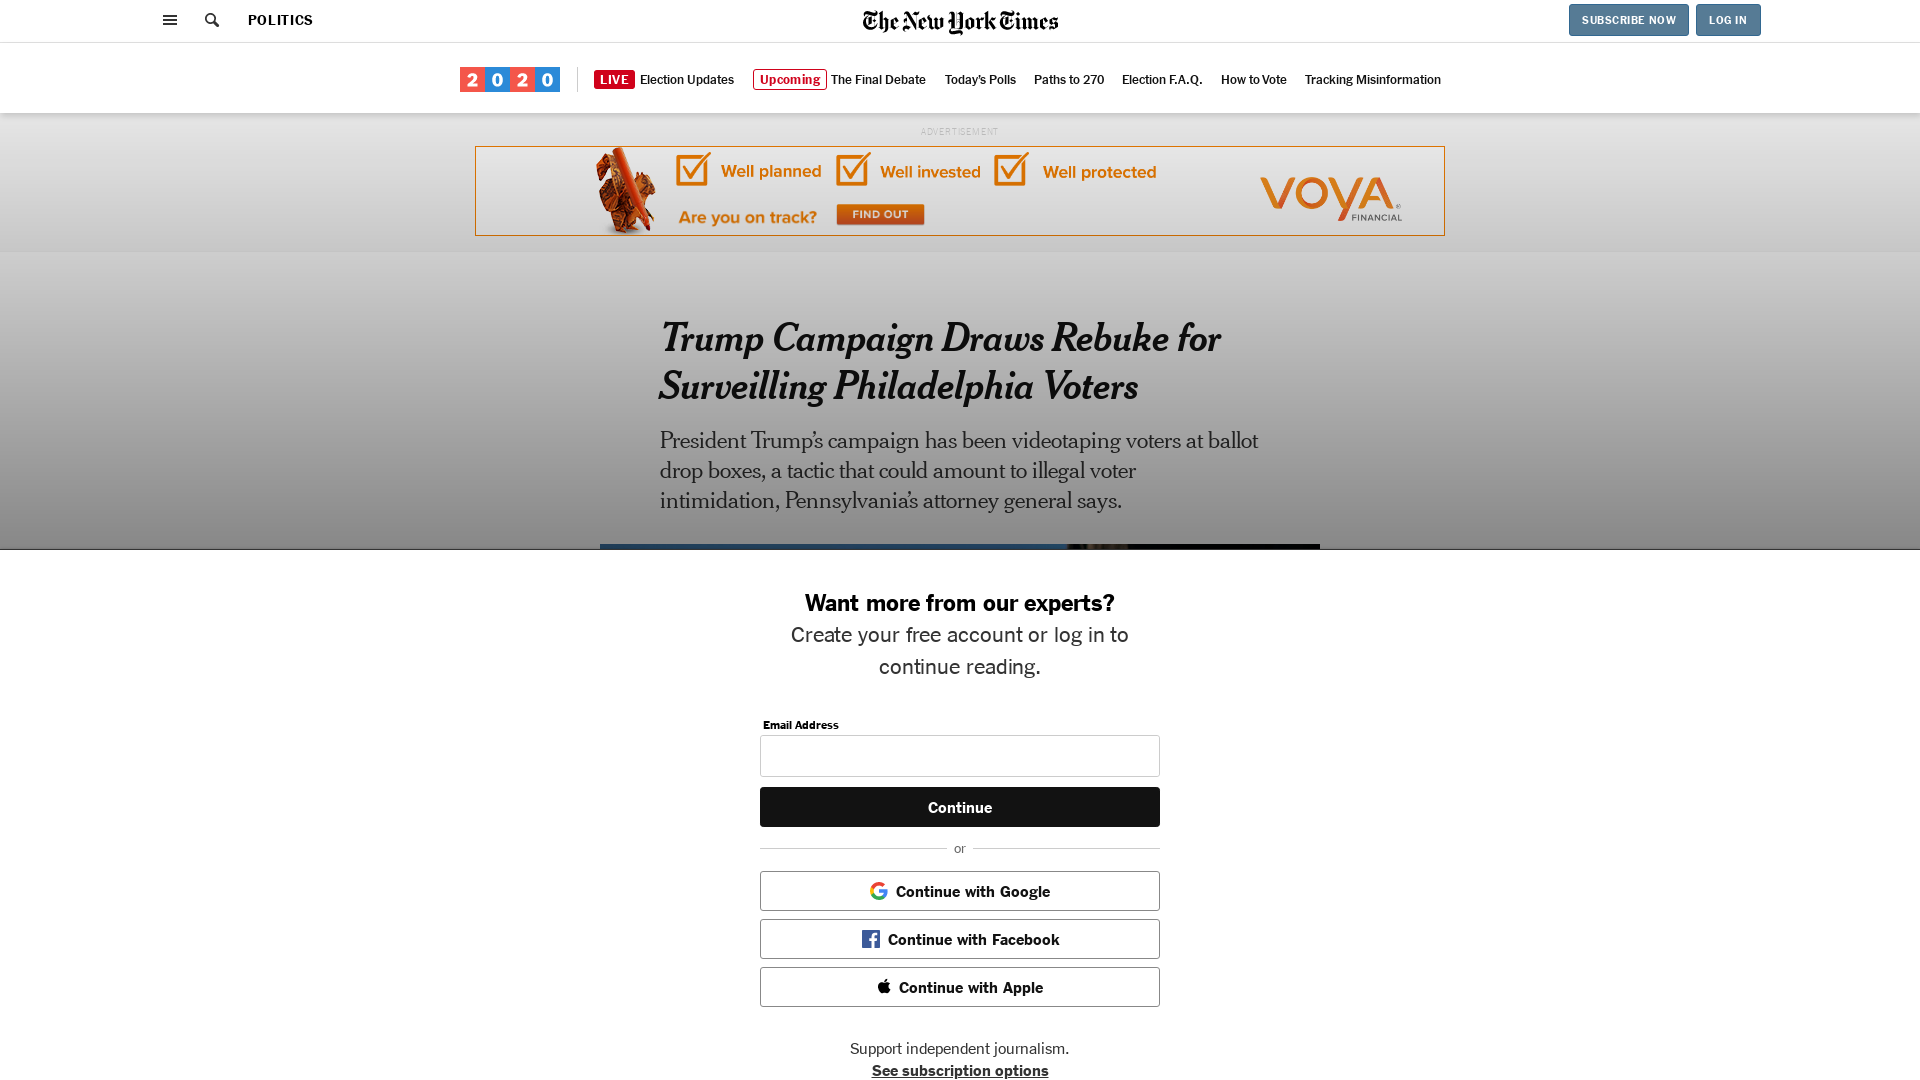 POLITICS
The New York Times
SUBSCRIBE NOW
LOG IN
2020
LIVE Election Updates
Upcoming The Final Debate
Today's Polls
Paths to 270
Election F.A.Q.
How to Vote
Tracking Misinformation
ADVERTISEMENT
Well planned
Well invested
Well protected
Are you on track?
FIND OUT
VOYA®
FINANCIAL
Trump Campaign Draws Rebuke for
Surveilling Philadelphia Voters
President Trump’s campaign has been videotaping voters at ballot
drop boxes, a tactic that could amount to illegal voter
intimidation, Pennsylvania’s attorney general says.
Want more from our experts?
Create your free account or log in to
continue reading.
Email Address
Continue
or
Continue with Google
Continue with Facebook
Continue with Apple
Support independent journalism.
See subscription options